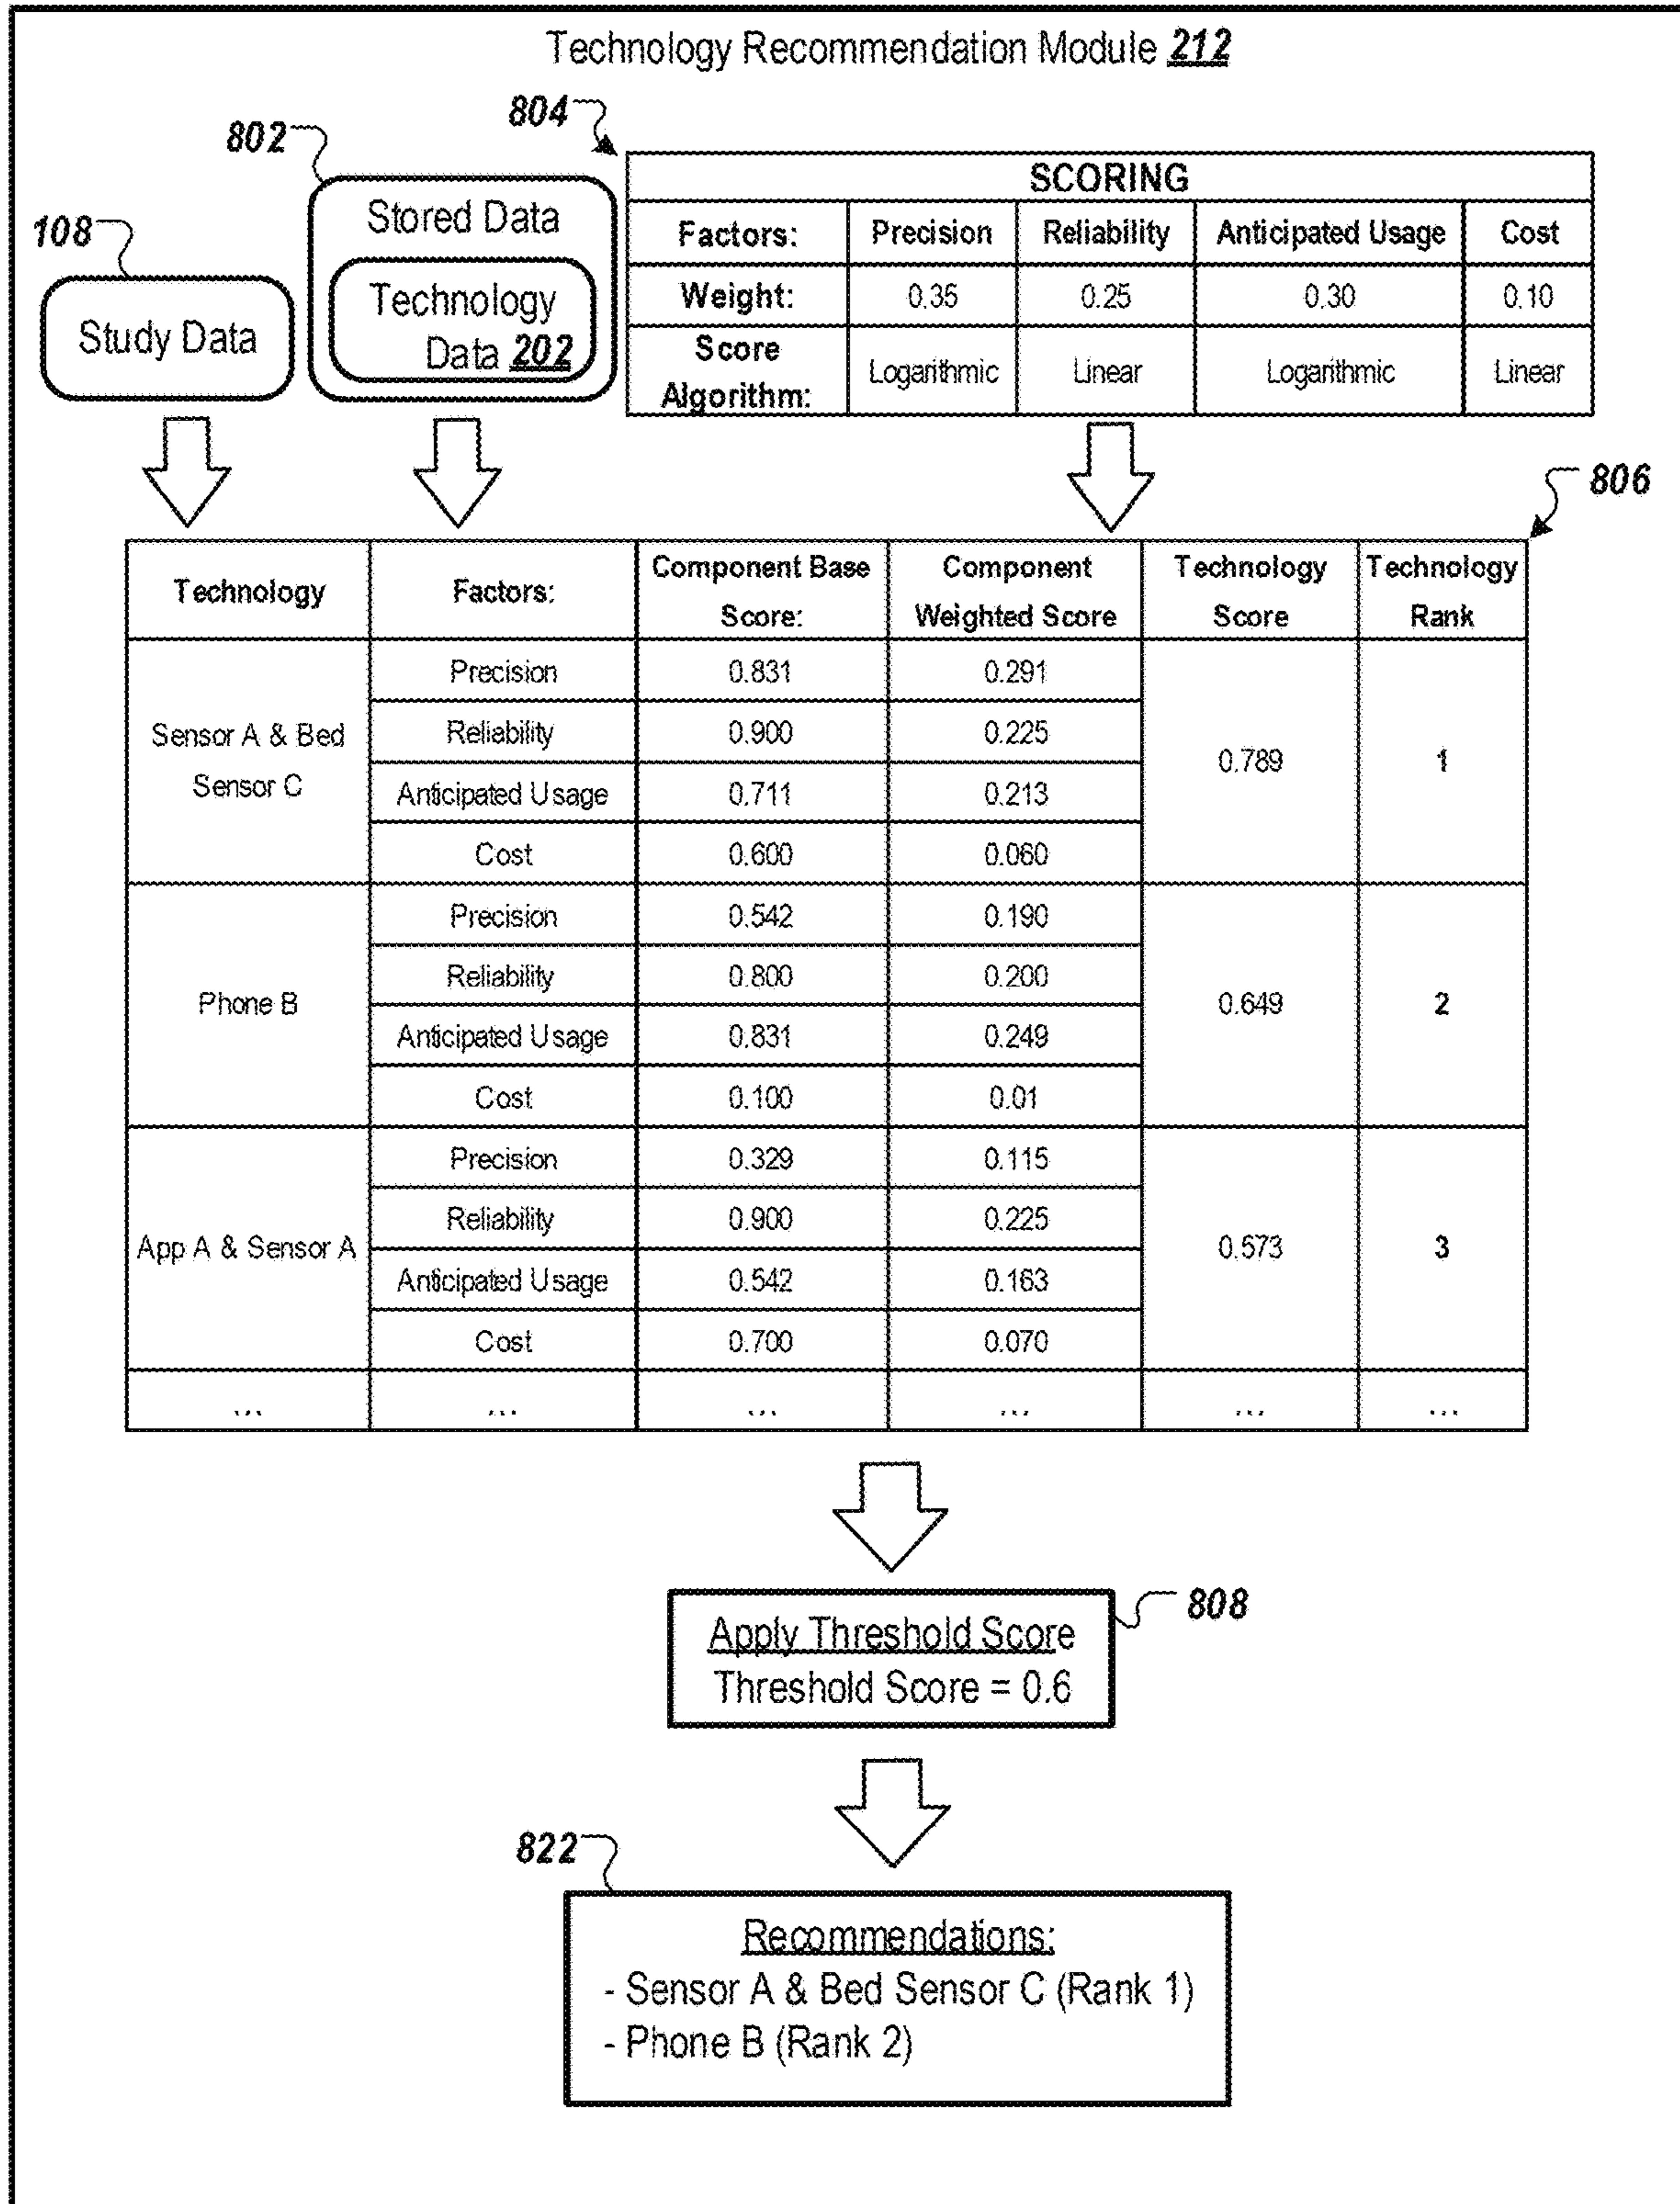 Technology Recommendation Module 212
804
802
108
Study Data
Stored Data
Technology
Data 202
SCORING
Factors: Precision Reliability Anticipated Usage Cost
Weight: 0.35 0.25 0.30 0.10
Score
Algorithm: Logarithmic Linear Logarithmic Linear
806
Technology Factors: Component Base Score: Component Weighted Score Technology Score Technology Rank
Sensor A & Bed Sensor C
Precision 0.831 0.291
Reliability 0.900 0.225
Anticipated Usage 0.711 0.213
Cost 0.600 0.060
0.789 1
Phone B
Precision 0.542 0.190
Reliability 0.800 0.200
Anticipated Usage 0.831 0.249
Cost 0.100 0.01
0.649 2
App A & Sensor A
Precision 0.329 0.115
Reliability 0.900 0.225
Anticipated Usage 0.542 0.163
Cost 0.700 0.070
0.573 3
... ... ... ... ... ...
808
Apply Threshold Score
Threshold Score = 0.6
822
Recommendations:
- Sensor A & Bed Sensor C (Rank 1)
- Phone B (Rank 2)